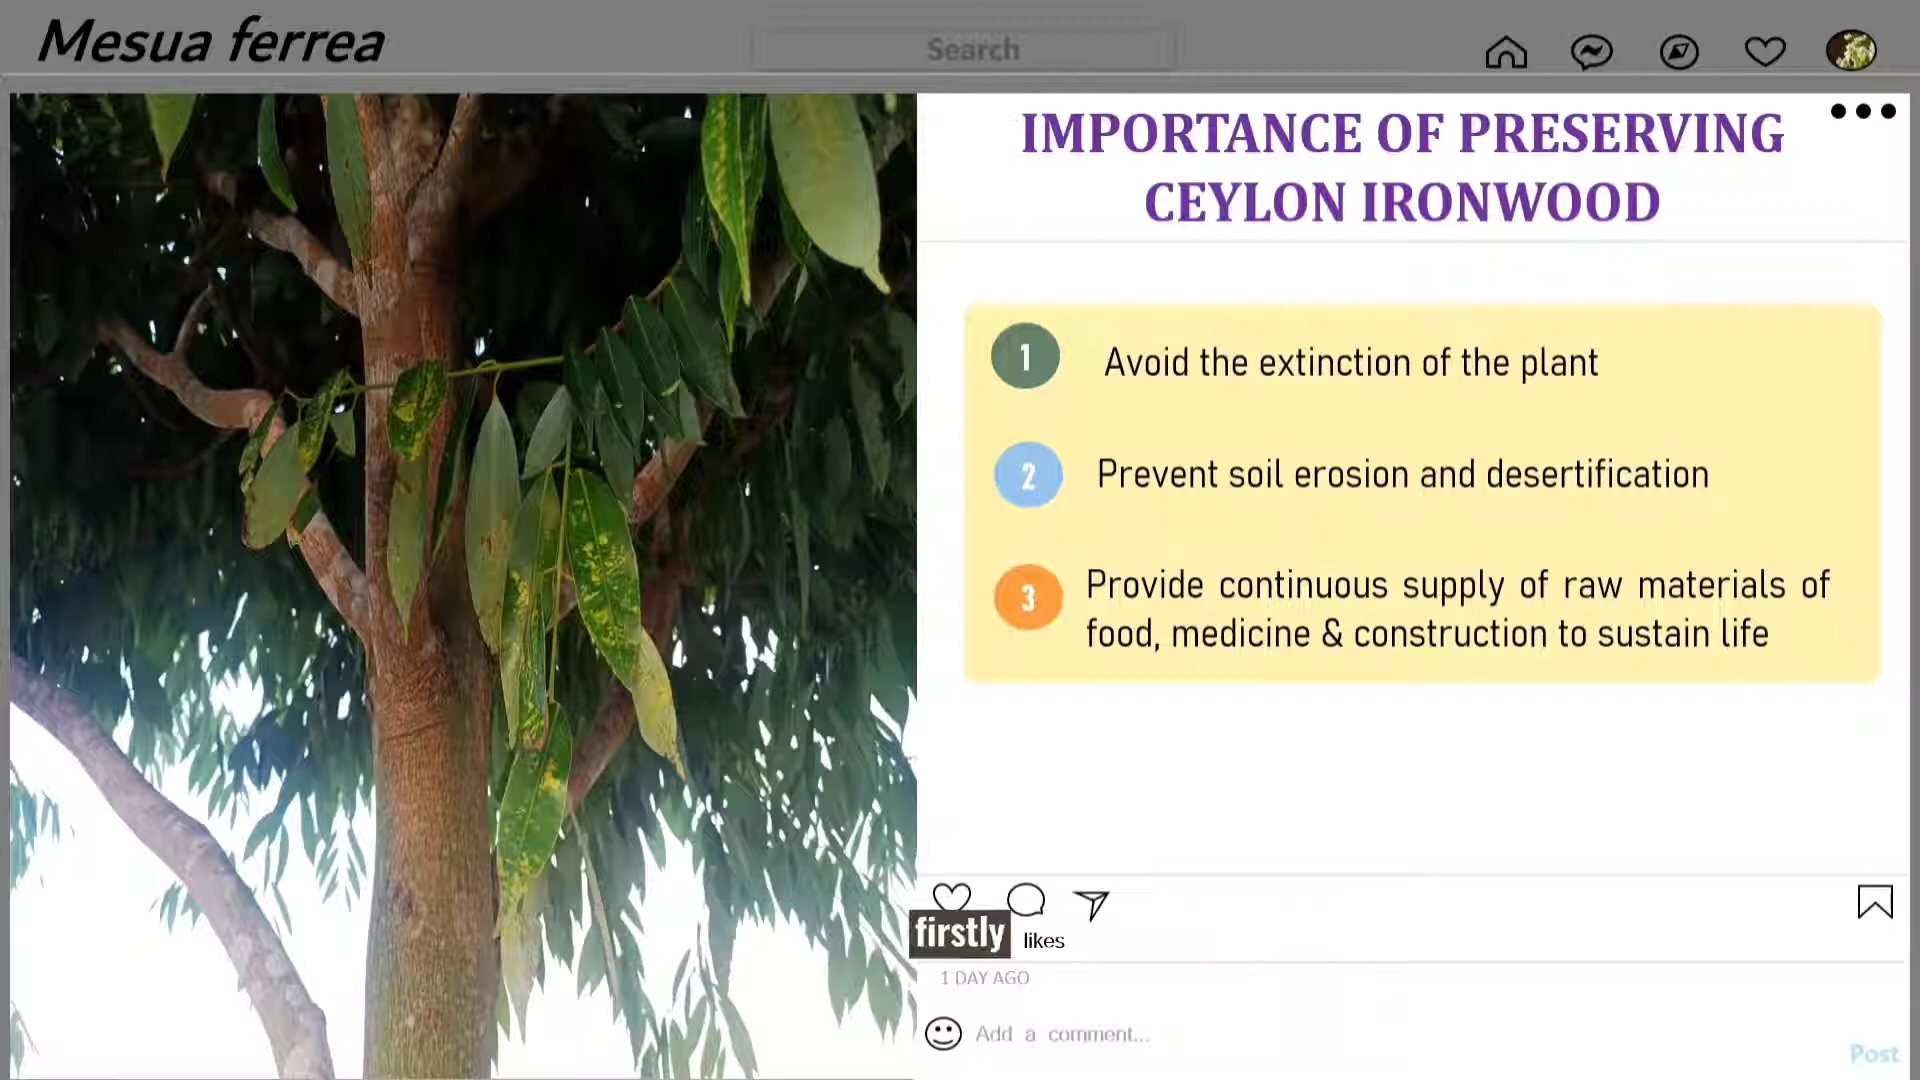 Mesua ferrea
Search
IMPORTANCE OF PRESERVING
CEYLON IRONWOOD
1 Avoid the extinction of the plant
2 Prevent soil erosion and desertification
3 Provide continuous supply of raw materials of
food, medicine & construction to sustain life
firstly likes
1 DAY AGO
Add a comment...
Post